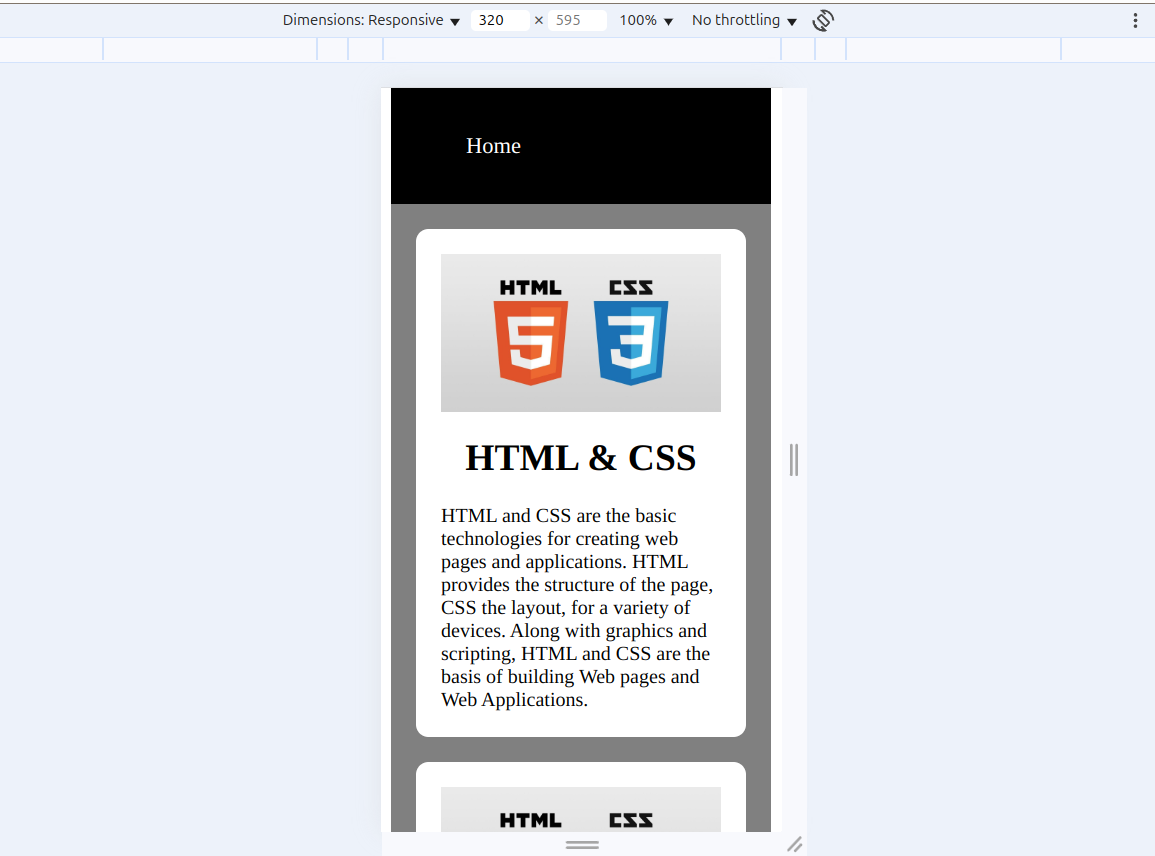 Dimensions: Responsive ▼ 320 × 595 100% ▼ No throttling ▼
Home
HTML CSS
5 3
HTML & CSS
HTML and CSS are the basic
technologies for creating web
pages and applications. HTML
provides the structure of the page,
CSS the layout, for a variety of
devices. Along with graphics and
scripting, HTML and CSS are the
basis of building Web pages and
Web Applications.
HTML CSS